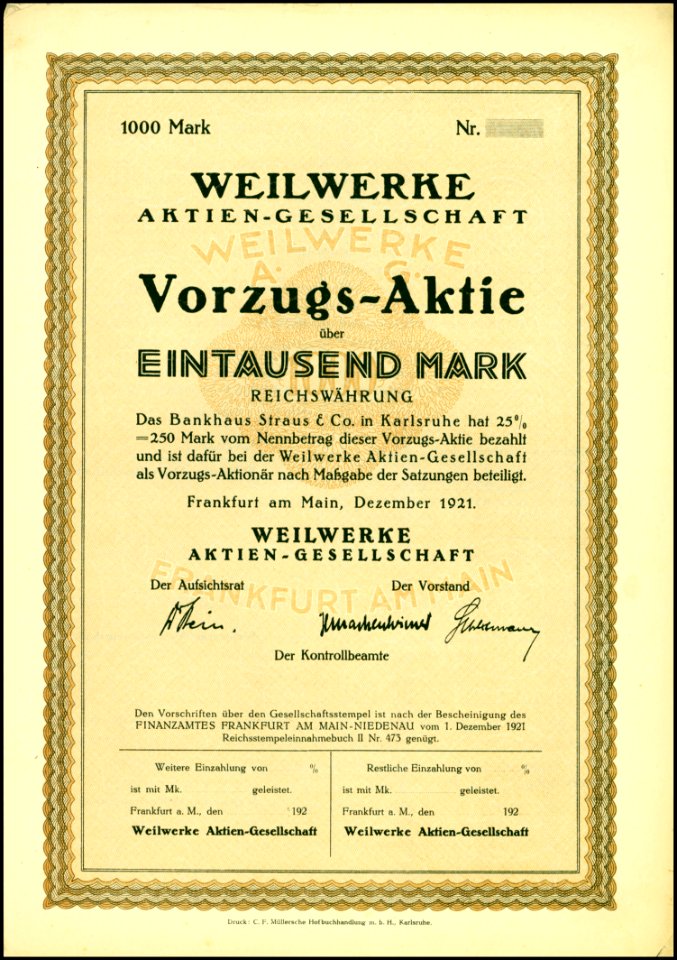 1000 Mark Nr.
WEILWERKE
AKTIEN-GESELLSCHAFT
WEILWERKE
A. G.
Vorzugs-Aktie
über
EINTAUSEND MARK
REICHSWÄHRUNG
Das Bankhaus Straus & Co. in Karlsruhe hat 25%
=250 Mark vom Nennbetrag dieser Vorzugs-Aktie bezahlt
und ist dafür bei der Weilwerke Aktien-Gesellschaft
als Vorzugs-Aktionär nach Maßgabe der Satzungen beteiligt.
Frankfurt am Main, Dezember 1921.
WEILWERKE
AKTIEN-GESELLSCHAFT
FRANKFURT AM MAIN
Der Aufsichtsrat Der Vorstand
Der Kontrollbeamte
Den Vorschriften über den Gesellschaftsstempel ist nach der Bescheinigung des
FINANZAMTES FRANKFURT AM MAIN-NIEDENAU vom 1. Dezember 1921
Reichsstempeleinnahmebuch II Nr. 473 genügt.
Weitere Einzahlung von %
ist mit Mk. geleistet.
Frankfurt a. M., den 192
Weilwerke Aktien-Gesellschaft
Restliche Einzahlung von %
ist mit Mk. geleistet.
Frankfurt a. M., den 192
Weilwerke Aktien-Gesellschaft
Druck: C. F. Müllersche Hofbuchhandlung m. b. H., Karlsruhe.